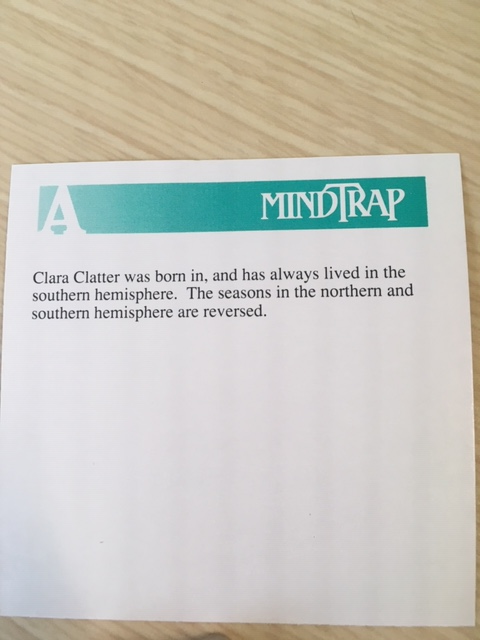 A MINDTRAP
Clara Clatter was born in, and has always lived in the
southern hemisphere.  The seasons in the northern and
southern hemisphere are reversed.